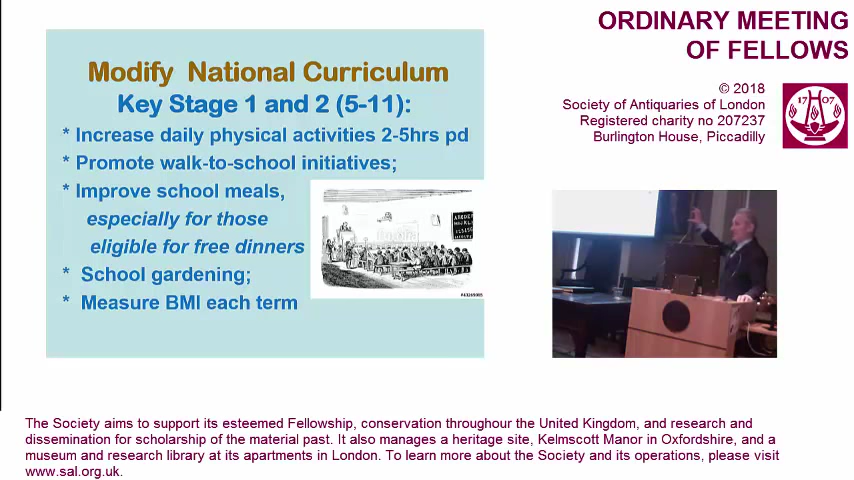 Modify National Curriculum
Key Stage 1 and 2 (5-11):
* Increase daily physical activities 2-5hrs pd
* Promote walk-to-school initiatives;
* Improve school meals,
especially for those
eligible for free dinners
* School gardening;
* Measure BMI each term
ORDINARY MEETING
OF FELLOWS
© 2018
Society of Antiquaries of London
Registered charity no 207237
Burlington House, Piccadilly
17 07
The Society aims to support its esteemed Fellowship, conservation throughour the United Kingdom, and research and
dissemination for scholarship of the material past. It also manages a heritage site, Kelmscott Manor in Oxfordshire, and a
museum and research library at its apartments in London. To learn more about the Society and its operations, please visit
www.sal.org.uk.